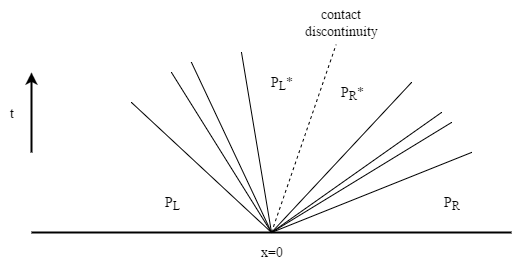 contact
discontinuity
P_L*
P_R*
t
P_L
P_R
x=0